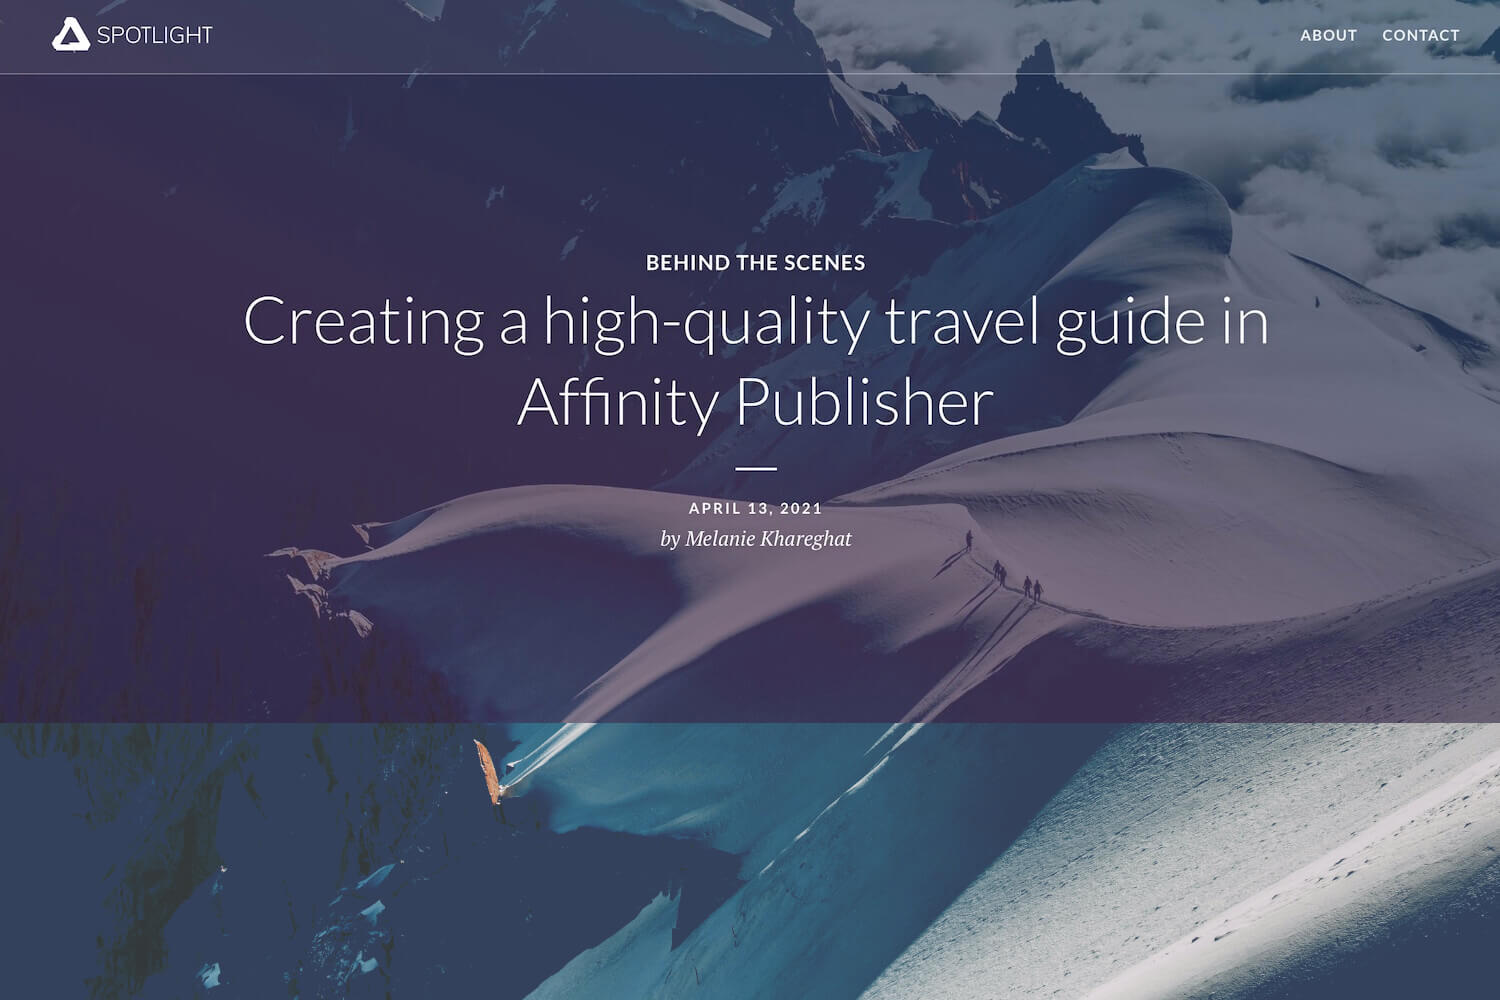 SPOTLIGHT
ABOUT CONTACT
BEHIND THE SCENES
Creating a high-quality travel guide in
Affinity Publisher
APRIL 13, 2021
by Melanie Khareghat